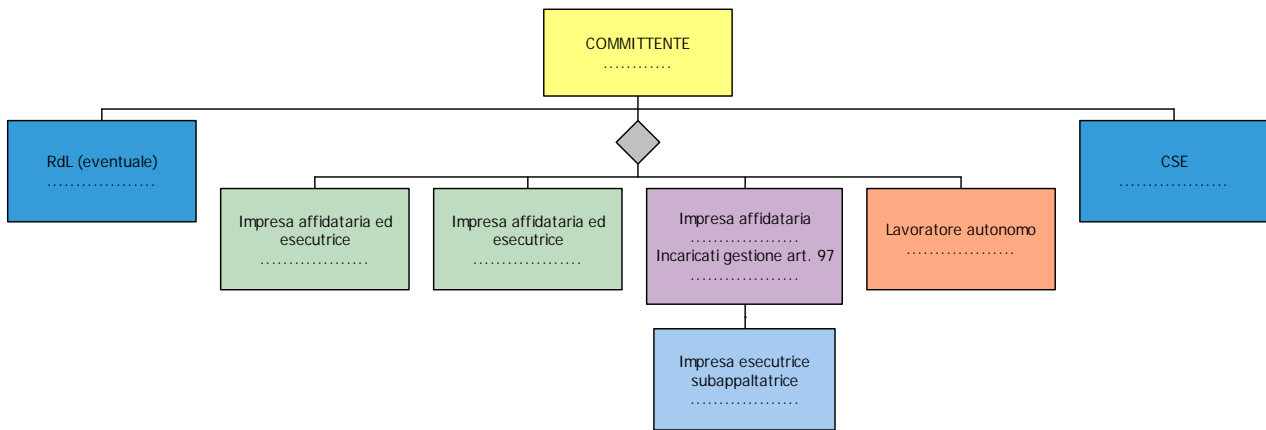 COMMITTENTE
............
RdL (eventuale)
...................
CSE
...................
Impresa affidataria ed
esecutrice
...................
Impresa affidataria ed
esecutrice
...................
Impresa affidataria
...................
Incaricati gestione art. 97
...................
Lavoratore autonomo
...................
Impresa esecutrice
subappaltatrice
...................